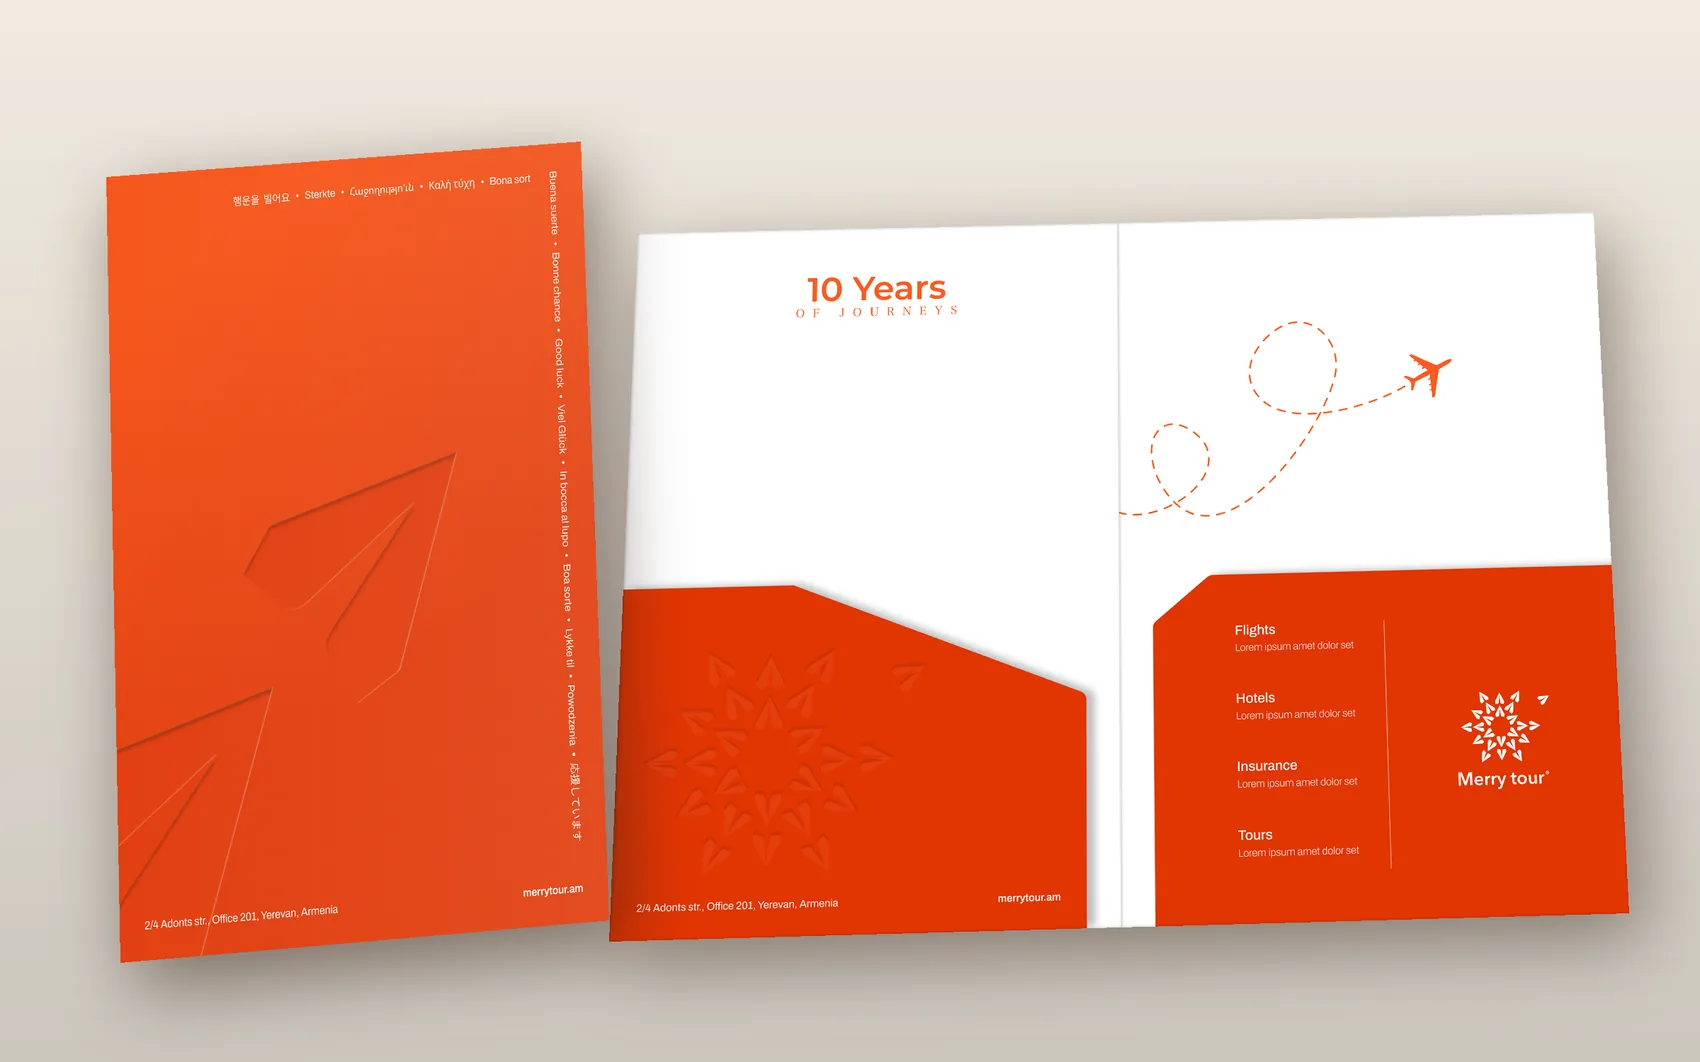 행운을 빌어요 • Sterkte • Հաջողությո՛ւն • Καλή τύχη • Bona sort
Buena suerte • Bonne chance • Good luck • Viel Glück • In bocca al lupo • Boa sorte • Lykke til • Powodzenia • 応援しています
merrytour.am
2/4 Adonts str., Office 201, Yerevan, Armenia
10 Years
OF JOURNEYS
2/4 Adonts str., Office 201, Yerevan, Armenia
merrytour.am
Flights
Lorem ipsum amet dolor set
Hotels
Lorem ipsum amet dolor set
Insurance
Lorem ipsum amet dolor set
Tours
Lorem ipsum amet dolor set
Merry tour